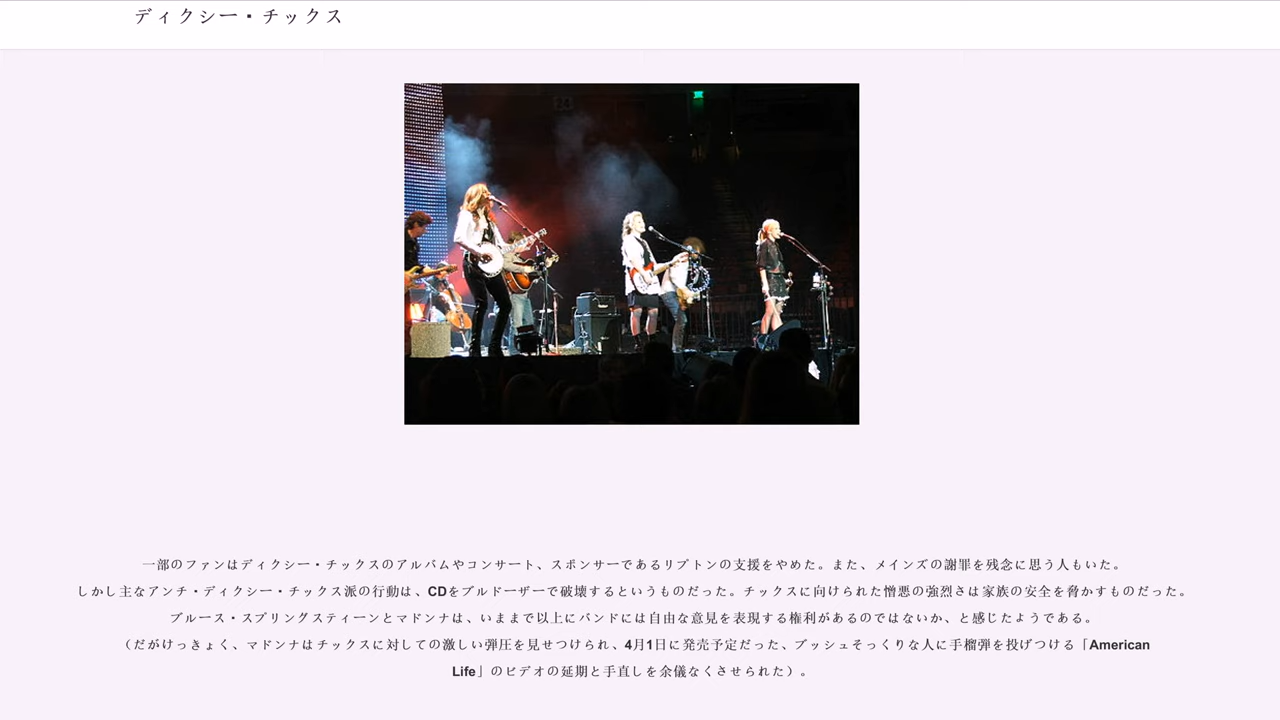 ディクシー・チックス
一部のファンはディクシー・チックスのアルバムやコンサート、スポンサーであるリプトンの支援をやめた。また、メインズの謝罪を残念に思う人もいた。
しかし主なアンチ・ディクシー・チックス派の行動は、CDをブルドーザーで破壊するというものだった。チックスに向けられた憎悪の強烈さは家族の安全を脅かすものだった。
ブルース・スプリングスティーンとマドンナは、いままで以上にバンドには自由な意見を表現する権利があるのではないか、と感じたようである。
（だがけっきょく、マドンナはチックスに対しての激しい弾圧を見せつけられ、4月1日に発売予定だった、ブッシュそっくりな人に手榴弾を投げつける「American
Life」のビデオの延期と手直しを余儀なくさせられた）。